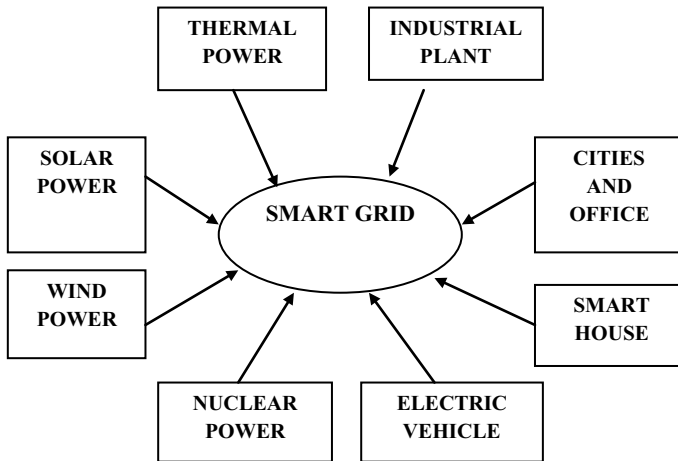 THERMAL
POWER
INDUSTRIAL
PLANT
SOLAR
POWER
SMART GRID
CITIES
AND
OFFICE
WIND
POWER
SMART
HOUSE
NUCLEAR
POWER
ELECTRIC
VEHICLE